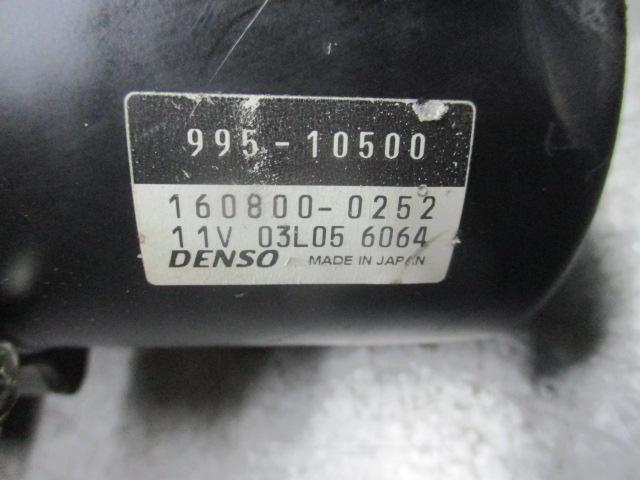 995-10500
160800-0252
11V 03L05 6064
DENSO MADE IN JAPAN